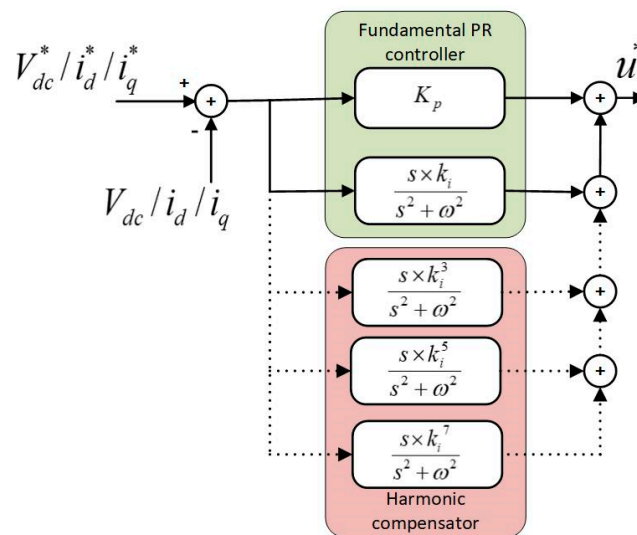 Fundamental PR
controller
V*dc / i*d / i*q
+
+
-
Vdc / id / iq
Kp
s × ki
s² + ω²
+
u*
+
s × ki³
s² + ω²
+
s × ki⁵
s² + ω²
+
s × ki⁷
s² + ω²
Harmonic
compensator